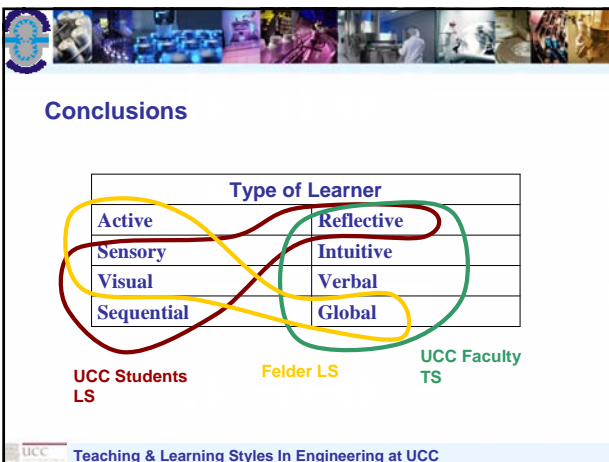 Conclusions
Type of Learner
Active Reflective
Sensory Intuitive
Visual Verbal
Sequential Global
UCC Students
LS
Felder LS
UCC Faculty
TS
UCC Teaching & Learning Styles In Engineering at UCC